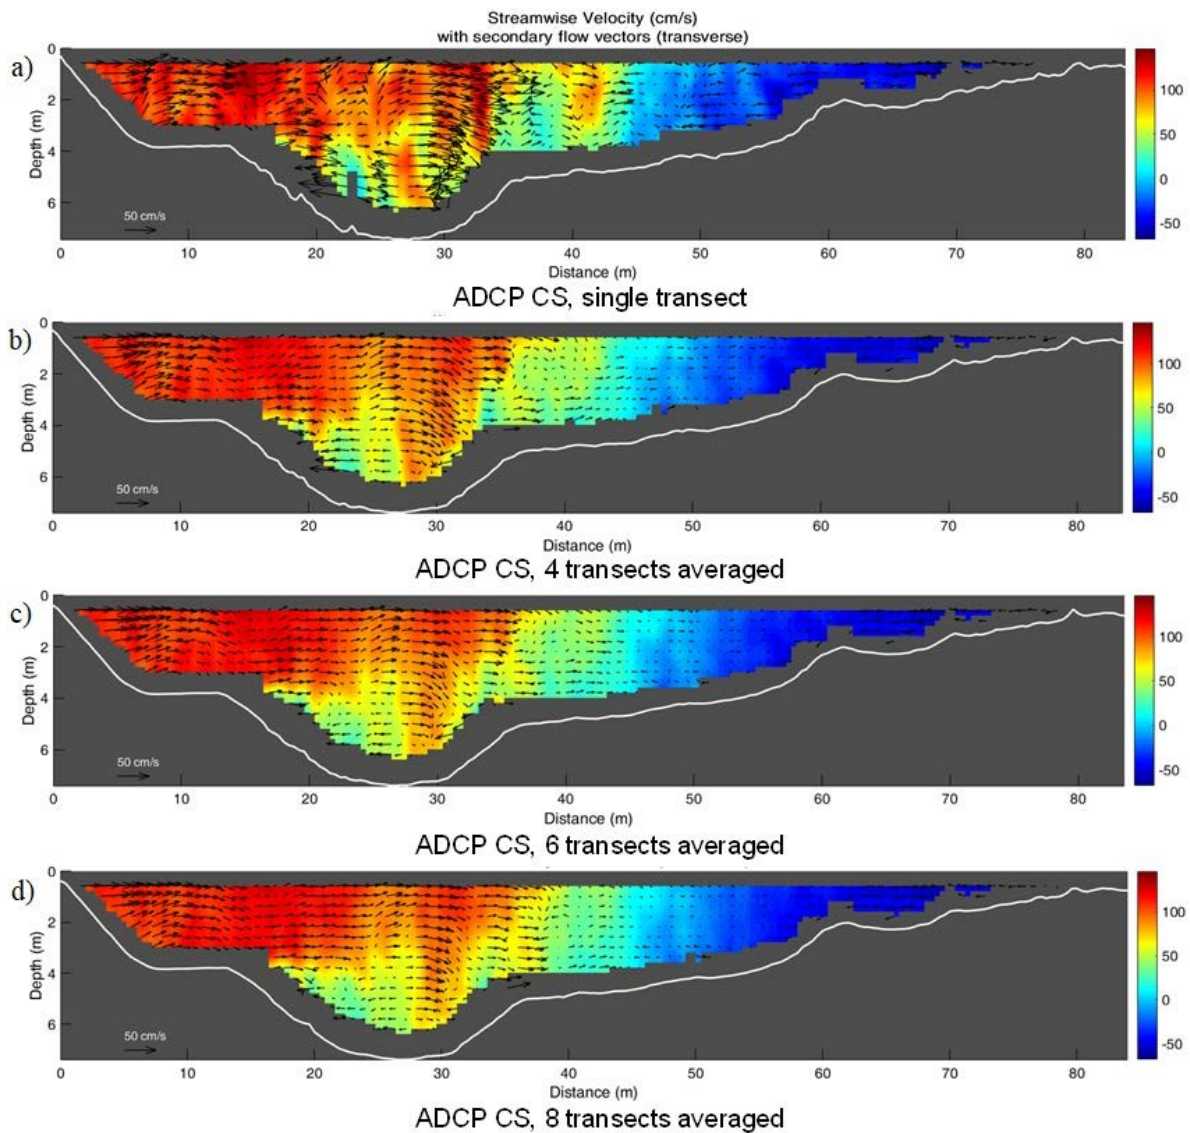 Streamwise Velocity (cm/s)
with secondary flow vectors (transverse)
a)
0
2
4
6
Depth (m)
50 cm/s
0 10 20 30 40 50 60 70 80
Distance (m)
100
50
0
-50
ADCP CS, single transect
b)
0
2
4
6
Depth (m)
50 cm/s
0 10 20 30 40 50 60 70 80
Distance (m)
100
50
0
-50
ADCP CS, 4 transects averaged
c)
0
2
4
6
Depth (m)
50 cm/s
0 10 20 30 40 50 60 70 80
Distance (m)
100
50
0
-50
ADCP CS, 6 transects averaged
d)
0
2
4
6
Depth (m)
50 cm/s
0 10 20 30 40 50 60 70 80
Distance (m)
100
50
0
-50
ADCP CS, 8 transects averaged